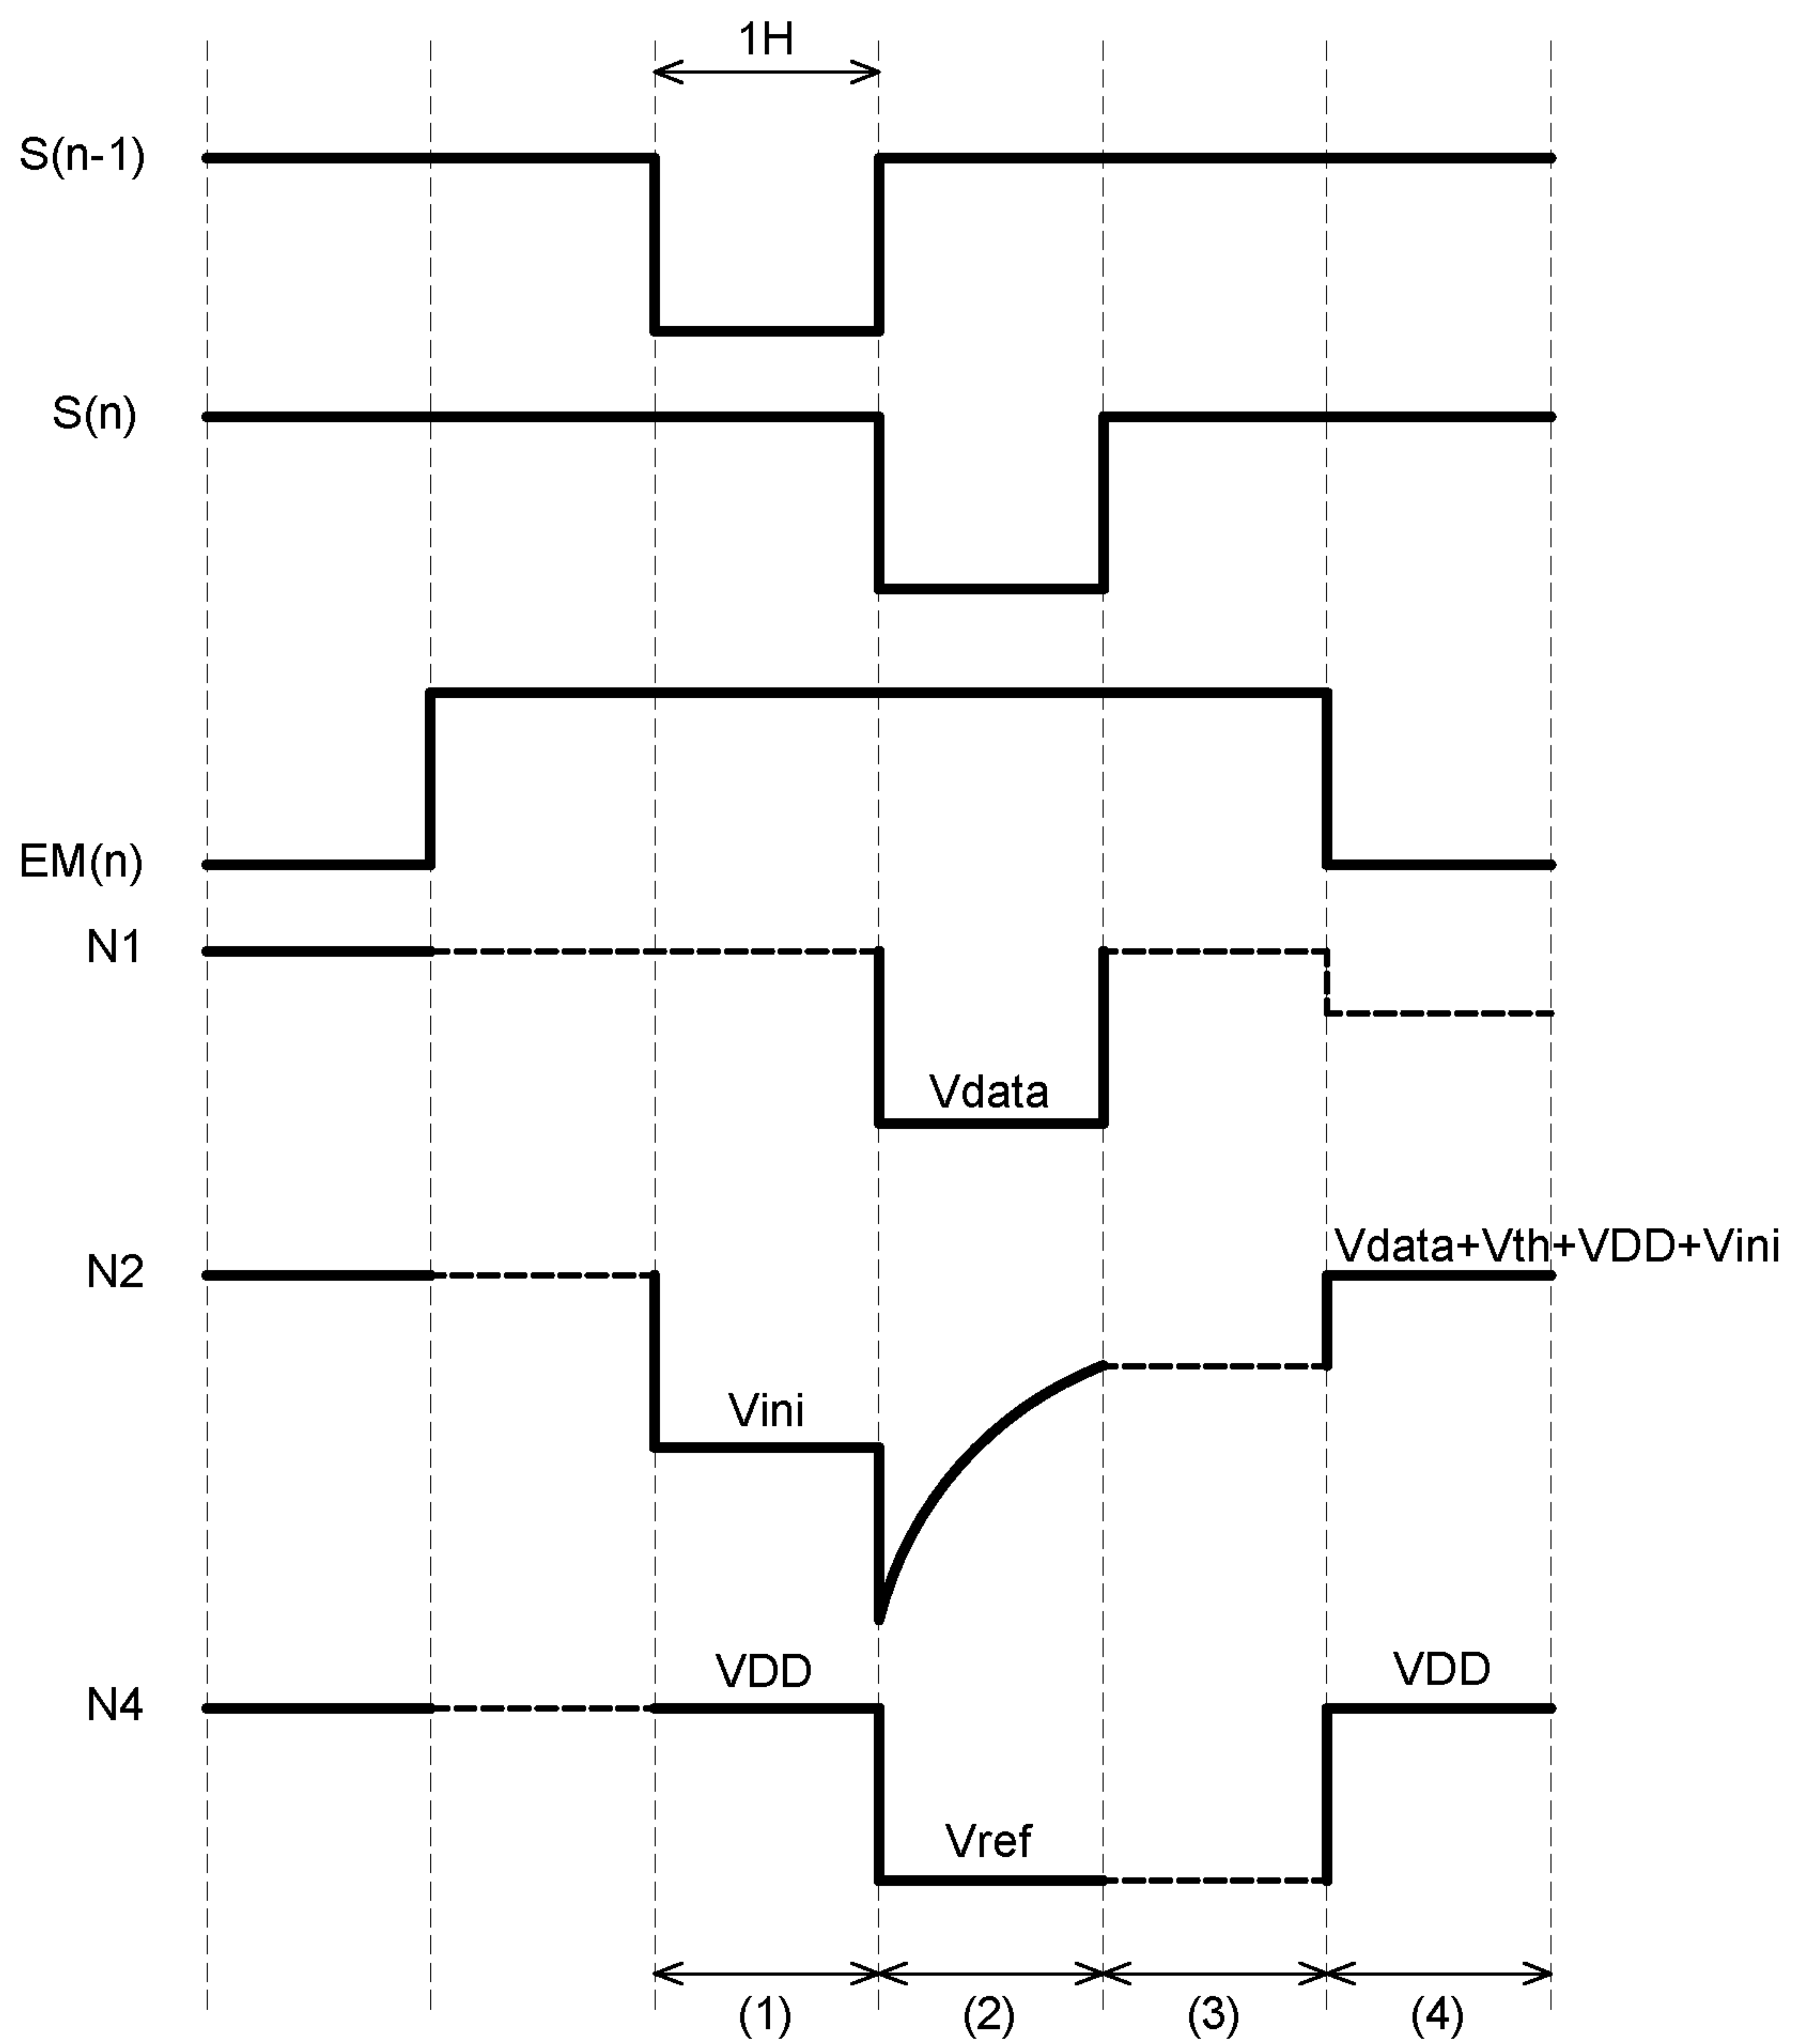 1H
S(n-1)
S(n)
EM(n)
N1
Vdata
Vdata+Vth+VDD+Vini
N2
Vini
VDD
VDD
N4
Vref
(1)
(2)
(3)
(4)